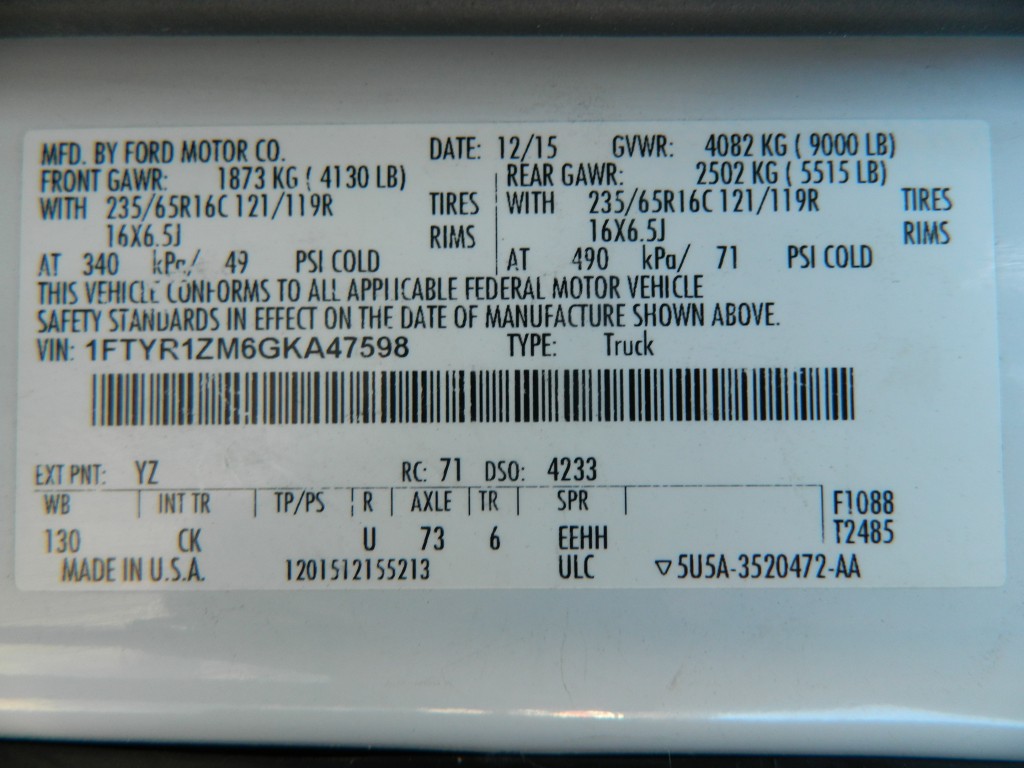 MFD. BY FORD MOTOR CO. DATE: 12/15 GVWR: 4082 KG ( 9000 LB)
FRONT GAWR: 1873 KG ( 4130 LB) REAR GAWR: 2502 KG ( 5515 LB)
WITH 235/65R16C 121/119R TIRES WITH 235/65R16C 121/119R TIRES
16X6.5J RIMS 16X6.5J RIMS
AT 340 kPa/ 49 PSI COLD AT 490 kPa/ 71 PSI COLD
THIS VEHICLE CONFORMS TO ALL APPLICABLE FEDERAL MOTOR VEHICLE
SAFETY STANDARDS IN EFFECT ON THE DATE OF MANUFACTURE SHOWN ABOVE.
VIN: 1FTYR1ZM6GKA47598 TYPE: Truck
EXT PNT: YZ RC: 71 DSO: 4233
WB INT TR TP/PS R AXLE TR SPR F1088
130 CK U 73 6 EEHH T2485
MADE IN U.S.A. 1201512155213 ULC ▽5U5A-3520472-AA